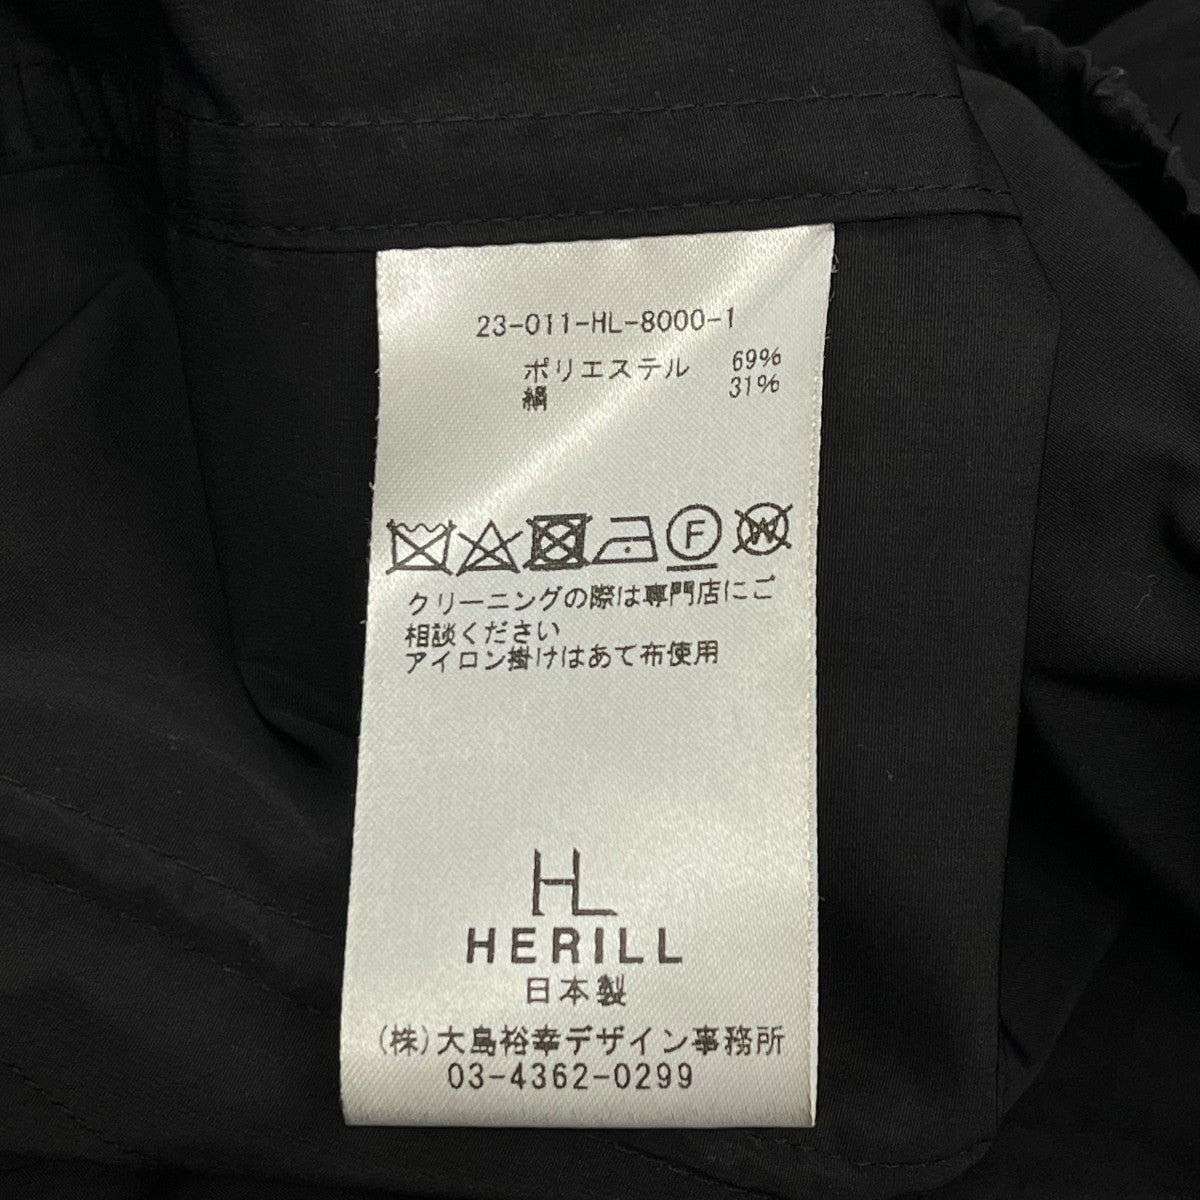 23-011-HL-8000-1
ポリエステル 69%
絹 31%
F W
クリーニングの際は専門店にご
相談ください
アイロン掛けはあて布使用
HL
HERILL
日本製
(株)大島裕幸デザイン事務所
03-4362-0299